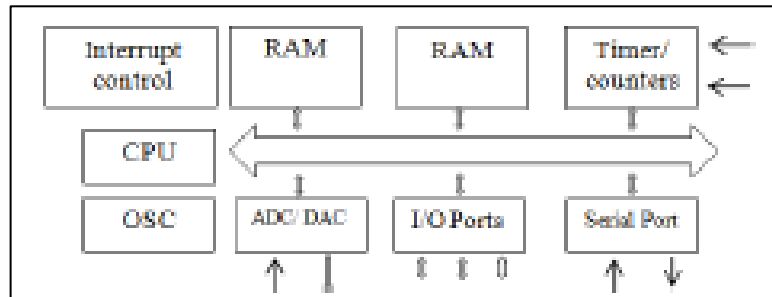 Interrupt
control
RAM
RAM
Timer/
counters
CPU
OSC
ADC/ DAC
I/O Ports
Serial Port